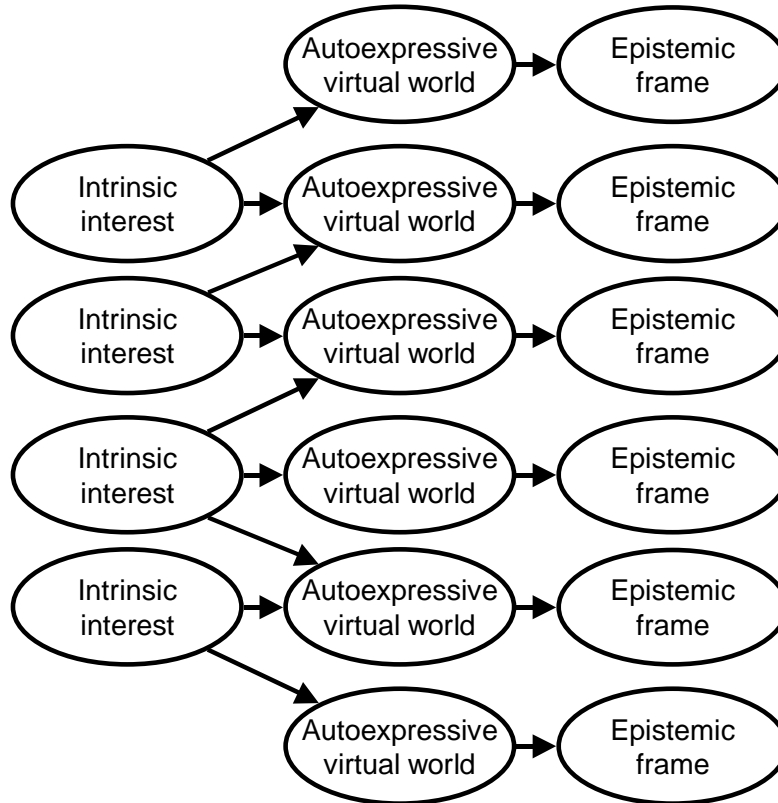 Autoexpressive
virtual world
Epistemic
frame
Intrinsic
interest
Autoexpressive
virtual world
Epistemic
frame
Intrinsic
interest
Autoexpressive
virtual world
Epistemic
frame
Intrinsic
interest
Autoexpressive
virtual world
Epistemic
frame
Intrinsic
interest
Autoexpressive
virtual world
Epistemic
frame
Autoexpressive
virtual world
Epistemic
frame